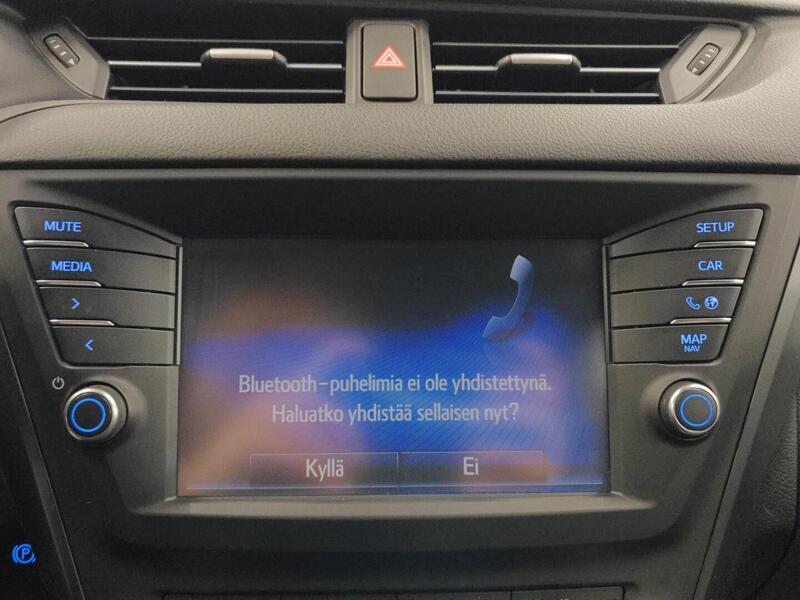 MUTE
MEDIA
>
<
SETUP
CAR
MAP
NAV
Bluetooth-puhelimia ei ole yhdistettynä.
Haluatko yhdistää sellaisen nyt?
Kyllä
Ei
P